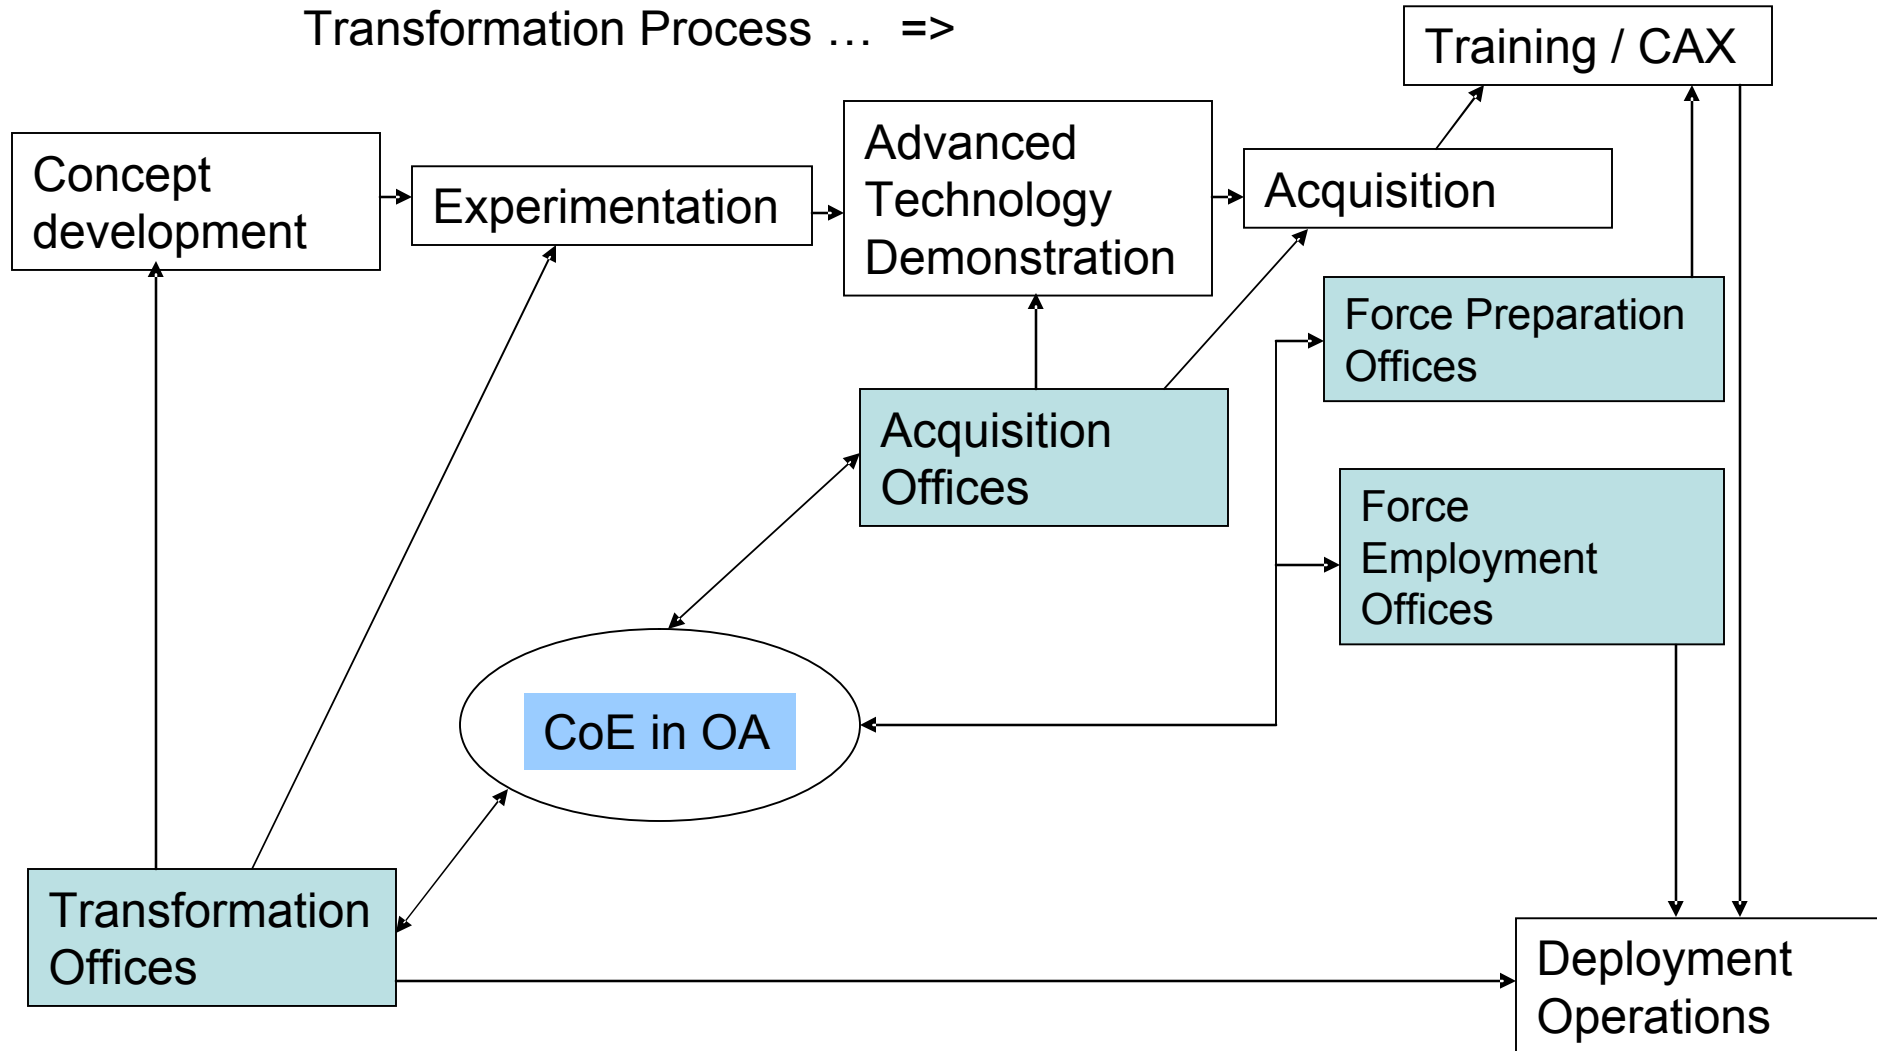 Transformation Process … =>
Training / CAX
Concept
development
Experimentation
Advanced
Technology
Demonstration
Acquisition
Force Preparation
Offices
Acquisition
Offices
Force
Employment
Offices
CoE in OA
Transformation
Offices
Deployment
Operations